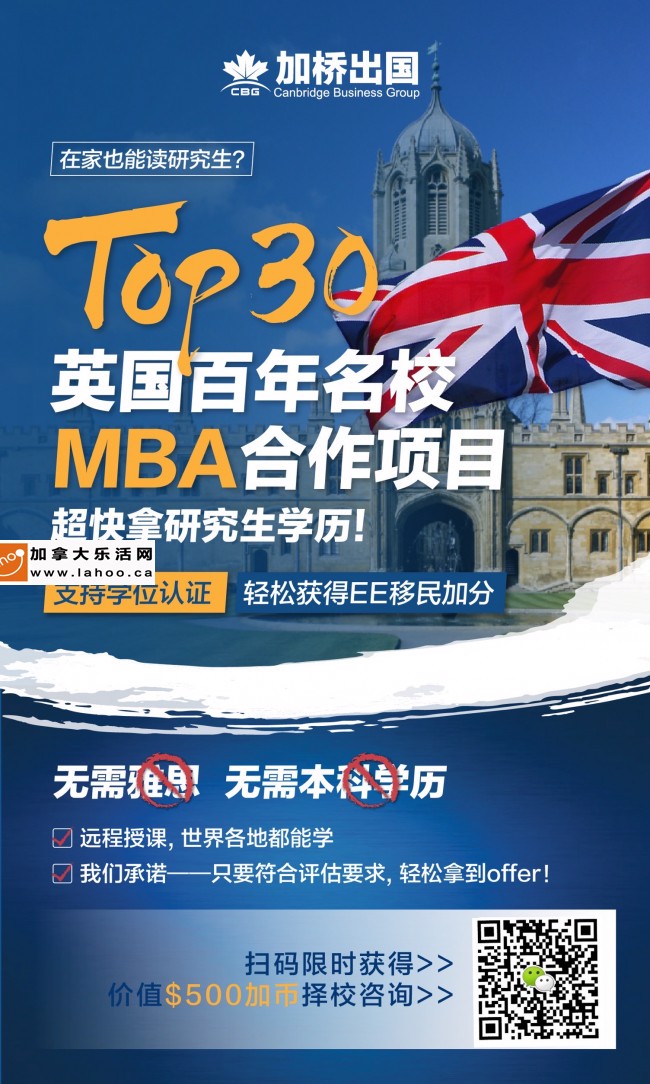 加桥出国
CBG
Canbridge Business Group
在家也能读研究生?
Top30
英国百年名校
MBA合作项目
超快拿研究生学历!
加拿大乐活网
www.lahoo.ca
支持学位认证
轻松获得EE移民加分
无需雅思 无需本科学历
远程授课, 世界各地都能学
我们承诺——只要符合评估要求, 轻松拿到offer!
扫码限时获得>>
价值$500加币择校咨询>>